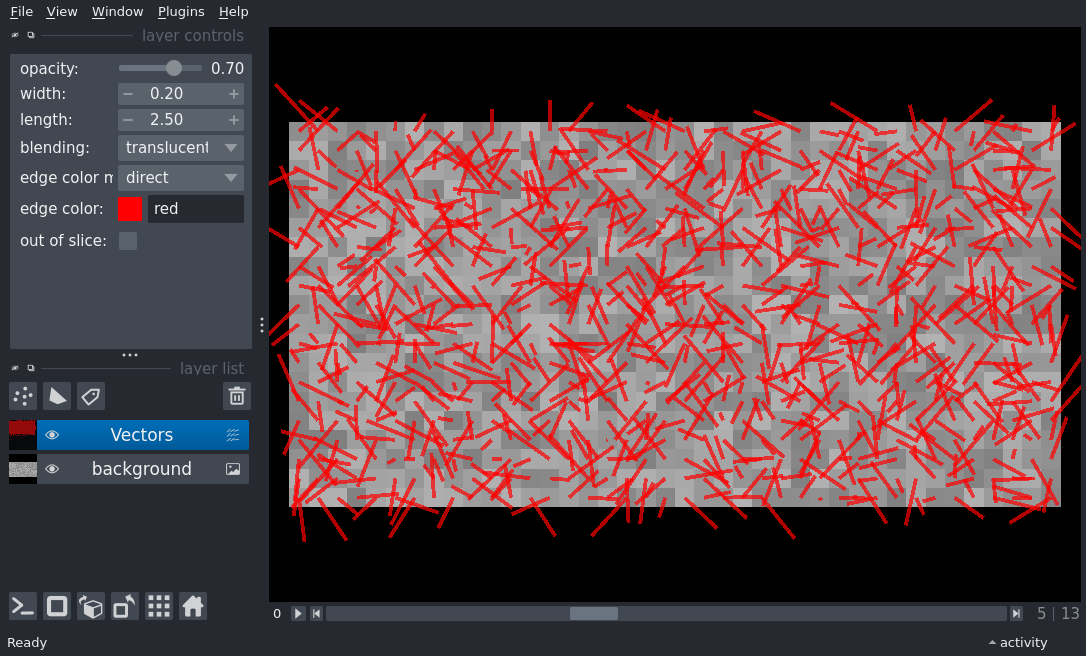 File View Window Plugins Help
layer controls
opacity: 0.70
width: 0.20
length: 2.50
blending: translucent
edge color m direct
edge color: red
out of slice:
layer list
Vectors
background
0 5 13
Ready activity